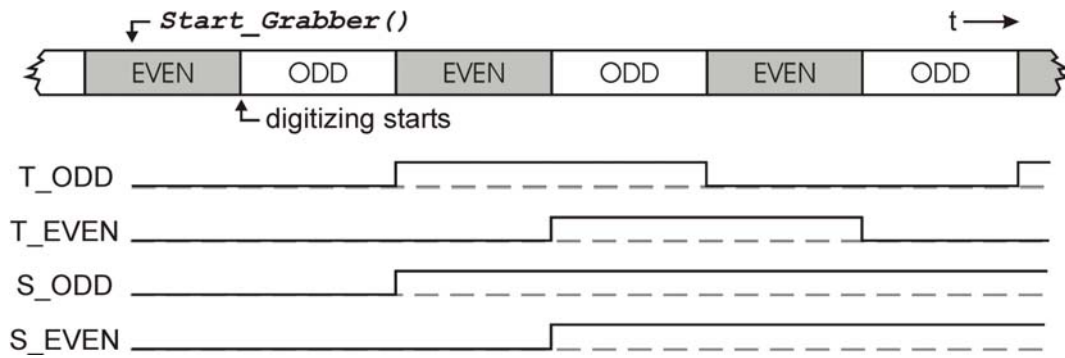 Start_Grabber() t
EVEN ODD EVEN ODD EVEN ODD
digitizing starts
T_ODD
T_EVEN
S_ODD
S_EVEN